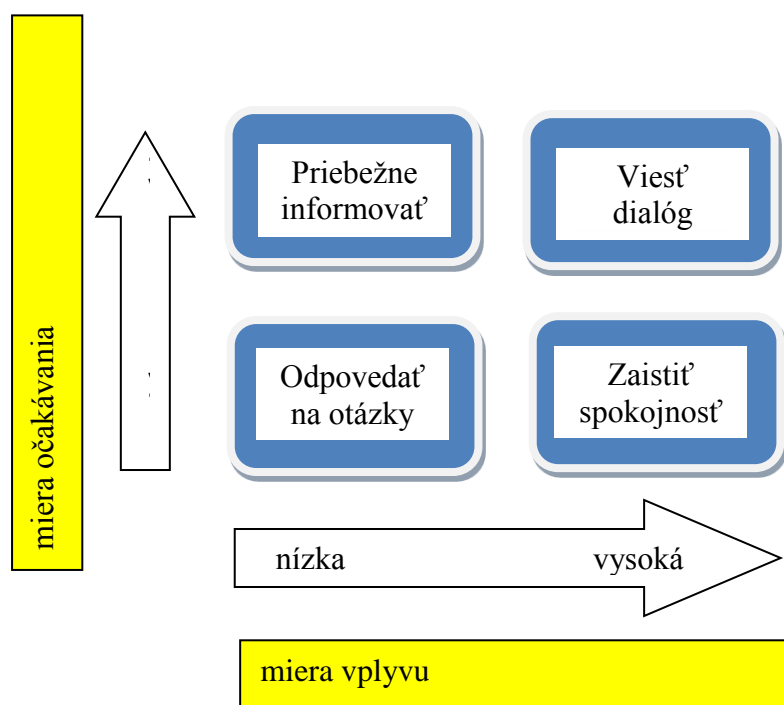 Priebežne
informovať
Viesť
dialóg
Odpovedať
na otázky
Zaistiť
spokojnosť
miera očakávania
nízka
vysoká
miera vplyvu